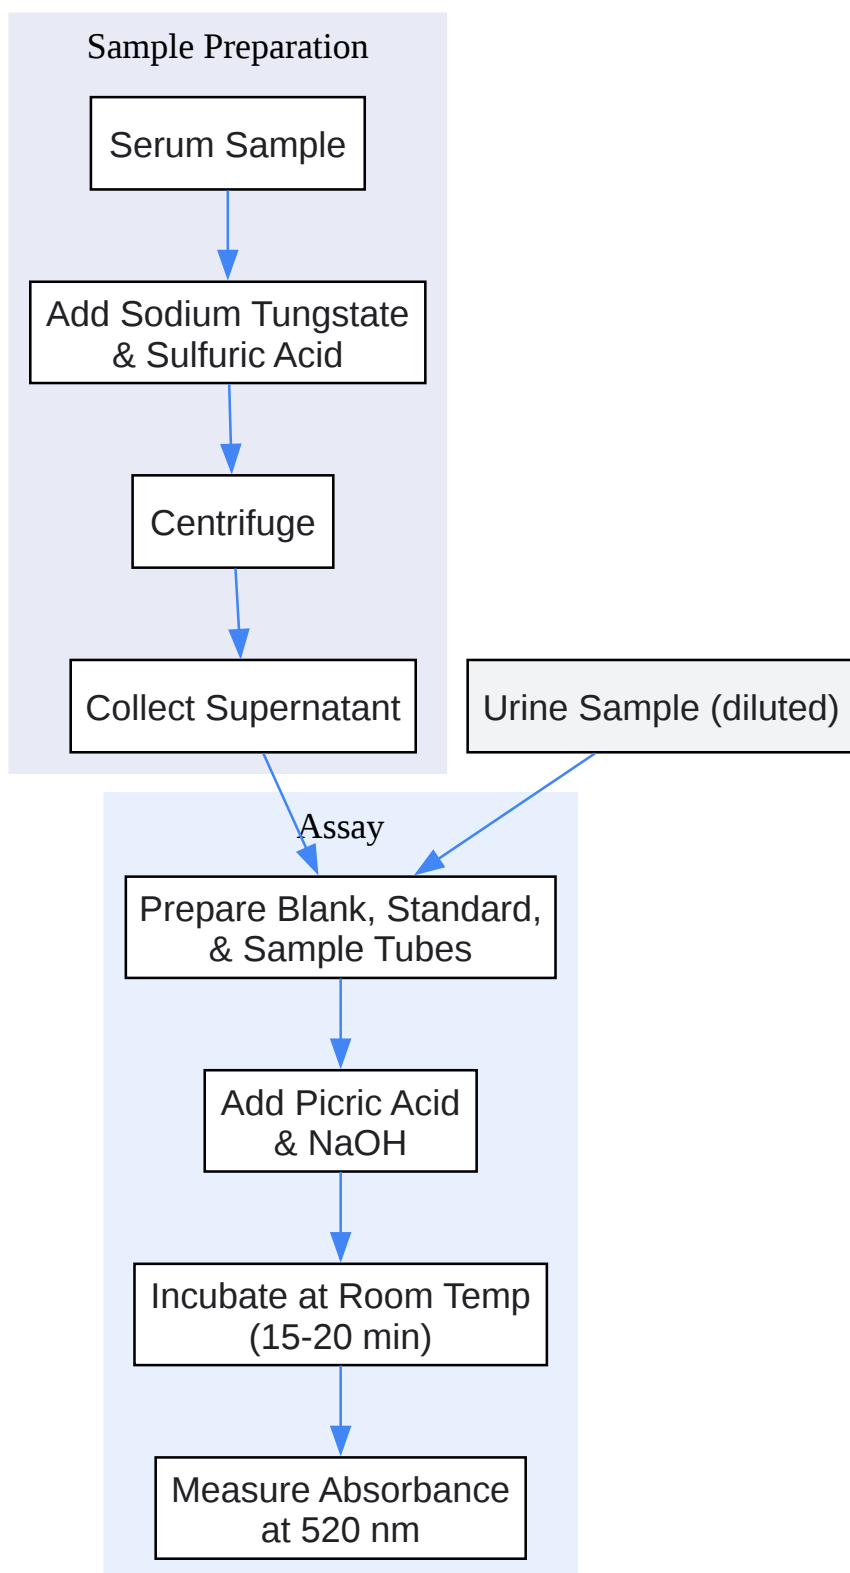 Sample Preparation
Serum Sample
Add Sodium Tungstate
& Sulfuric Acid
Centrifuge
Collect Supernatant
Urine Sample (diluted)
Assay
Prepare Blank, Standard,
& Sample Tubes
Add Picric Acid
& NaOH
Incubate at Room Temp
(15-20 min)
Measure Absorbance
at 520 nm